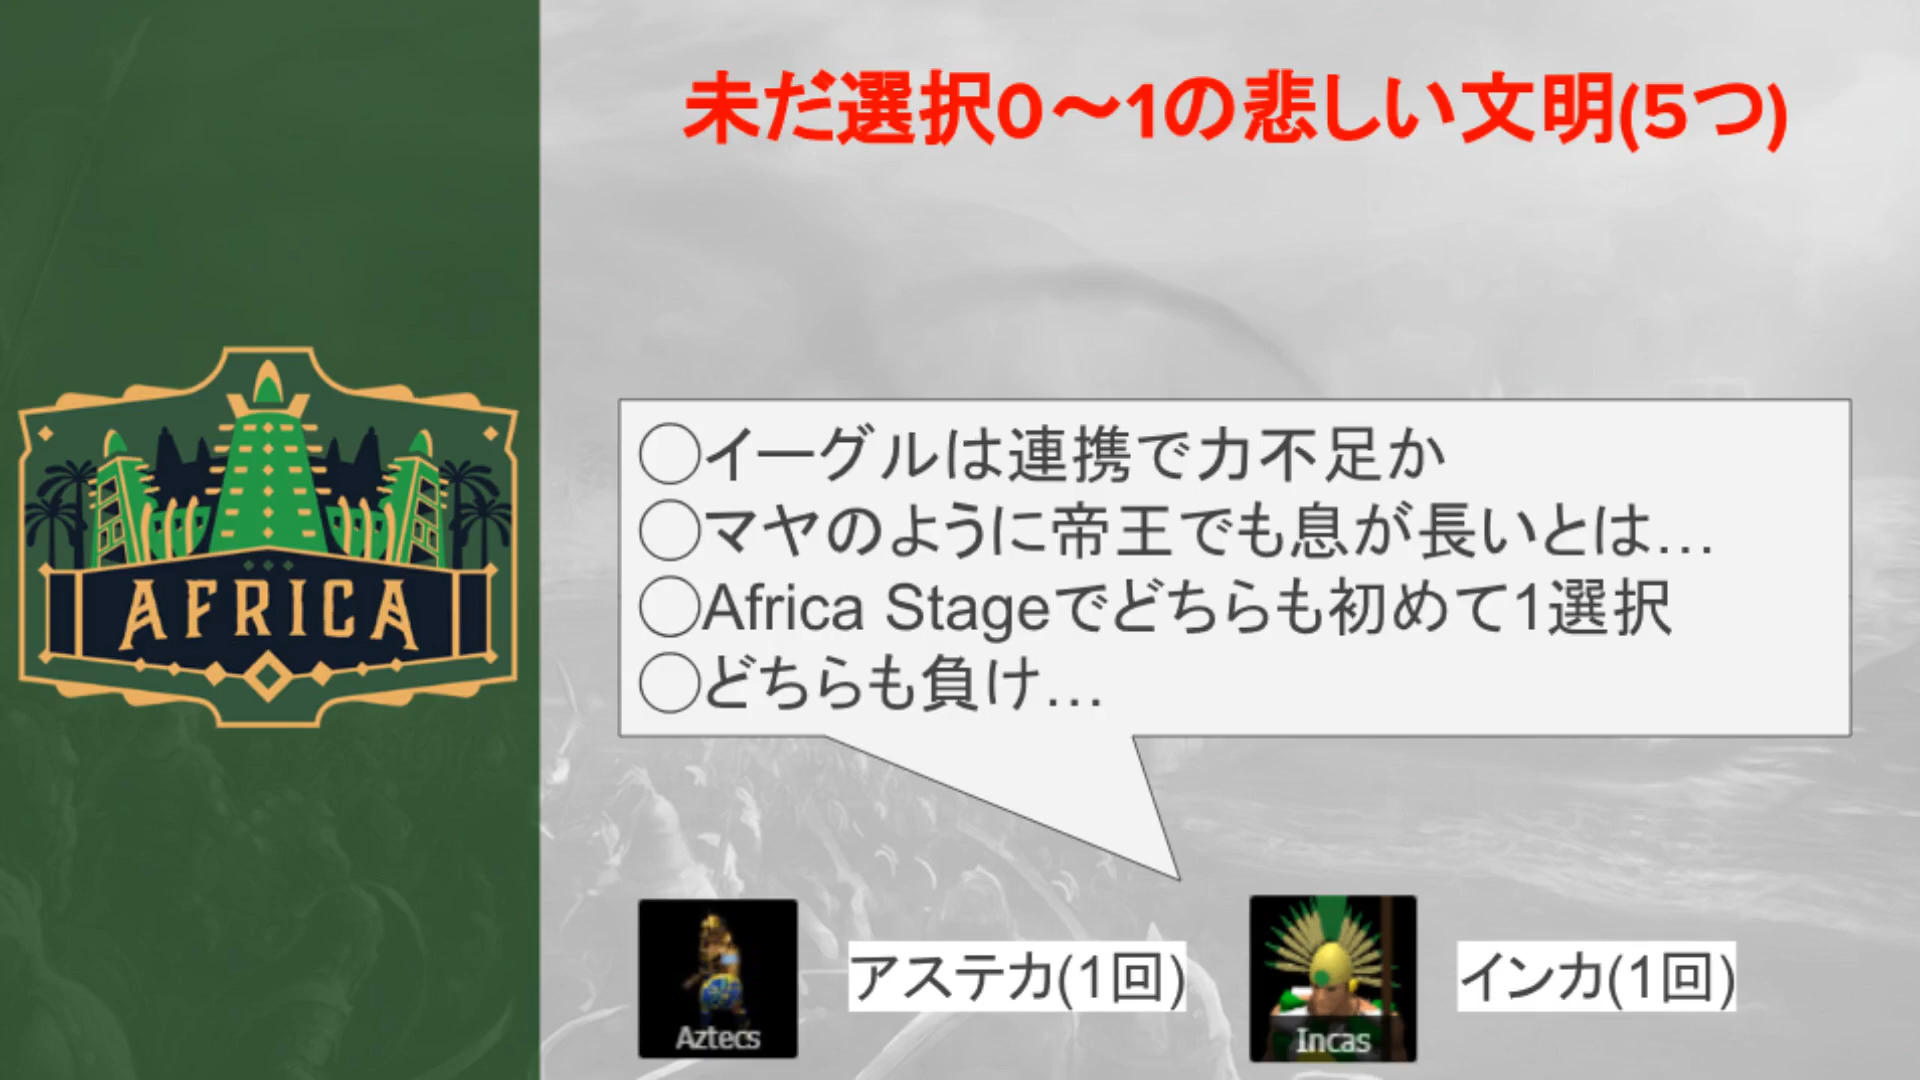 未だ選択0～1の悲しい文明(5つ)
AFRICA
◯イーグルは連携で力不足か
◯マヤのように帝王でも息が長いとは…
◯Africa Stageでどちらも初めて1選択
◯どちらも負け…
Aztecs
アステカ(1回)
Incas
インカ(1回)